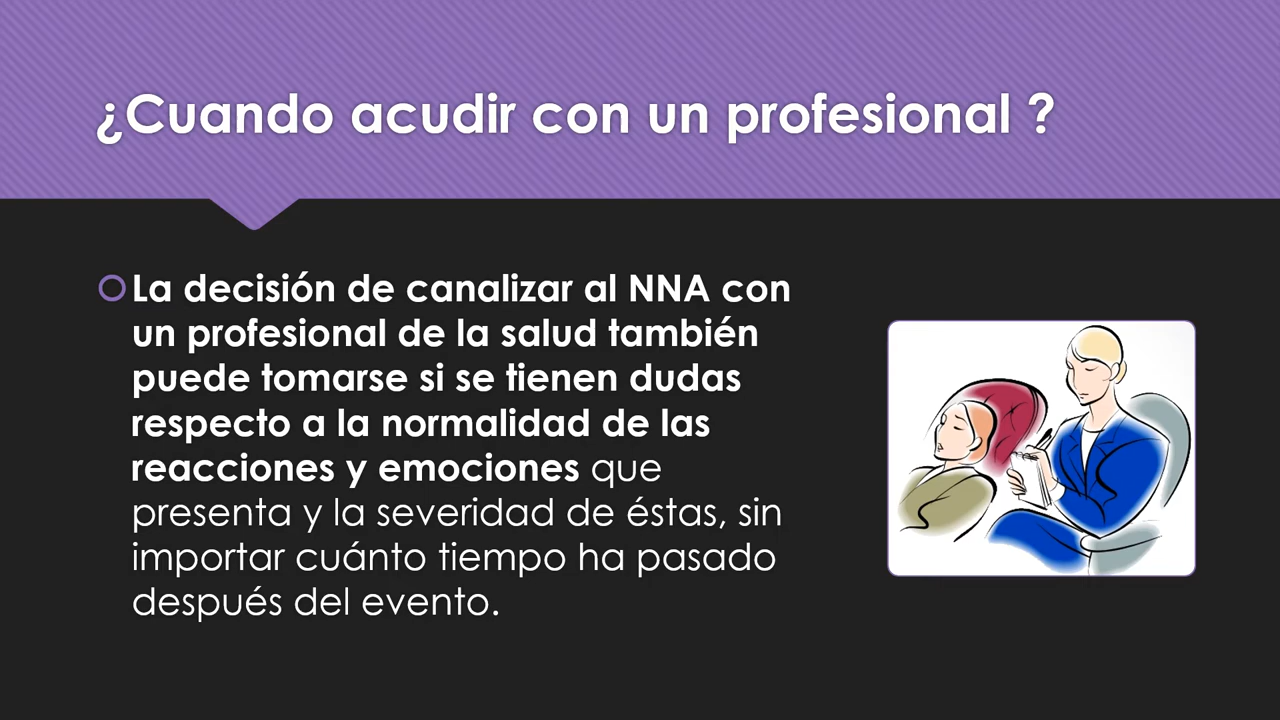 ¿Cuando acudir con un profesional ?
La decisión de canalizar al NNA con
un profesional de la salud también
puede tomarse si se tienen dudas
respecto a la normalidad de las
reacciones y emociones que
presenta y la severidad de éstas, sin
importar cuánto tiempo ha pasado
después del evento.